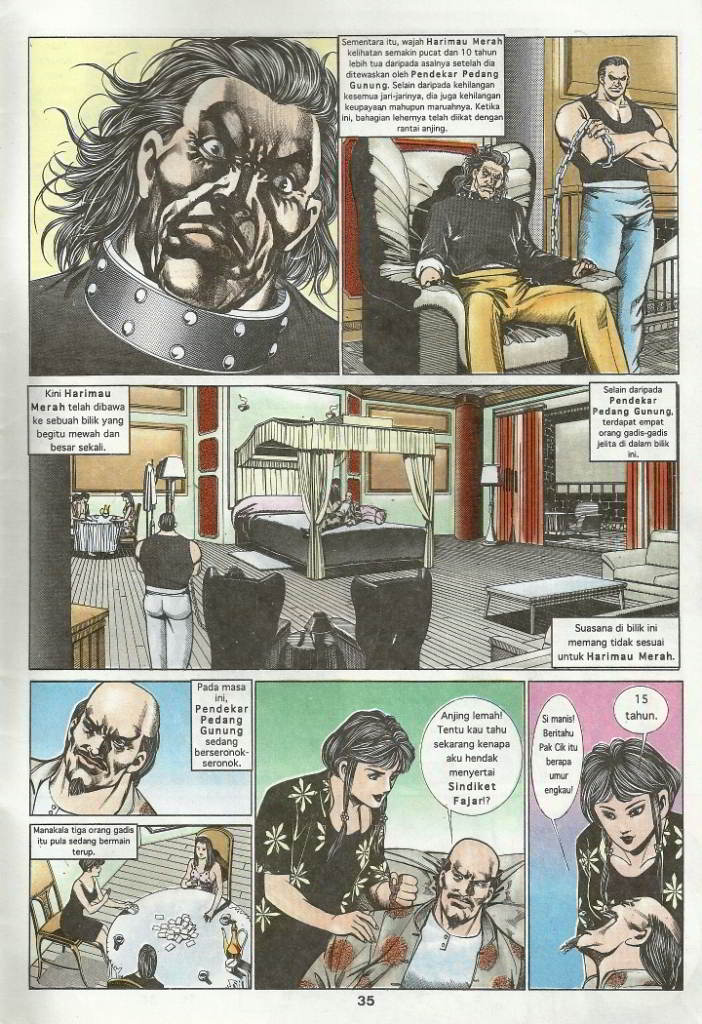 Sementara itu, wajah Harimau Merah
kelihatan semakin pucat dan 10 tahun
lebih tua daripada asalnya setelah dia
ditewaskan oleh Pendekar Pedang
Gunung. Selain daripada kehilangan
kesemua jari-jarinya, dia juga kehilangan
keupayaan mahupun maruahnya. Ketika
ini, bahagian lehernya telah diikat dengan
rantai anjing.
Kini Harimau
Merah telah dibawa
ke sebuah bilik yang
begitu mewah dan
besar sekali.
Selain daripada
Pendekar
Pedang Gunung,
terdapat empat
orang gadis-gadis
jelita di dalam bilik
ini.
Suasana di bilik ini
memang tidak sesuai
untuk Harimau Merah.
Pada masa
ini,
Pendekar
Pedang
Gunung
sedang
berseronok-
seronok.
Manakala tiga orang gadis
itu pula sedang bermain
terup.
Anjing lemah!
Tentu kau tahu
sekarang kenapa
aku hendak
menyertai
Sindiket
Fajar!?
Si manis!
Beritahu
Pak Cik itu
berapa
umur
engkau!
15
tahun.
35